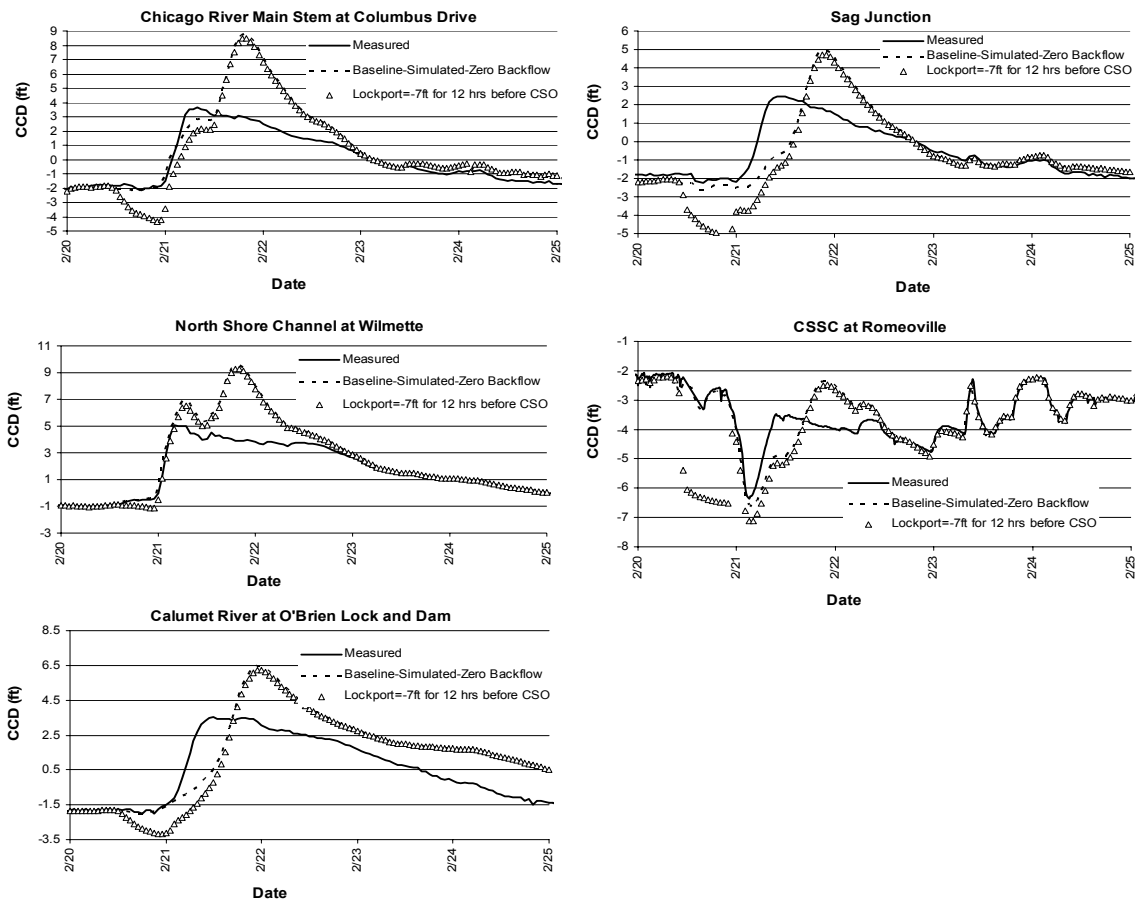 Chicago River Main Stem at Columbus Drive
CCD (ft)
9
8
7
6
5
4
3
2
1
0
-1
-2
-3
-4
-5
Measured
Baseline-Simulated-Zero Backflow
Lockport=-7ft for 12 hrs before CSO
2/20
2/21
2/22
2/23
2/24
2/25
Date
Sag Junction
CCD (ft)
6
5
4
3
2
1
0
-1
-2
-3
-4
-5
Measured
Baseline-Simulated-Zero Backflow
Lockport=-7ft for 12 hrs before CSO
2/20
2/21
2/22
2/23
2/24
2/25
Date
North Shore Channel at Wilmette
CCD (ft)
11
9
7
5
3
1
-1
-3
Measured
Baseline-Simulated-Zero Backflow
Lockport=-7ft for 12 hrs before CSO
2/20
2/21
2/22
2/23
2/24
2/25
Date
CSSC at Romeoville
CCD (ft)
-1
-2
-3
-4
-5
-6
-7
-8
Measured
Baseline-Simulated-Zero Backflow
Lockport=-7ft for 12 hrs before CSO
2/20
2/21
2/22
2/23
2/24
2/25
Date
Calumet River at O'Brien Lock and Dam
CCD (ft)
8.5
6.5
4.5
2.5
0.5
-1.5
-3.5
Measured
Baseline-Simulated-Zero Backflow
Lockport=-7ft for 12 hrs before CSO
2/20
2/21
2/22
2/23
2/24
2/25
Date